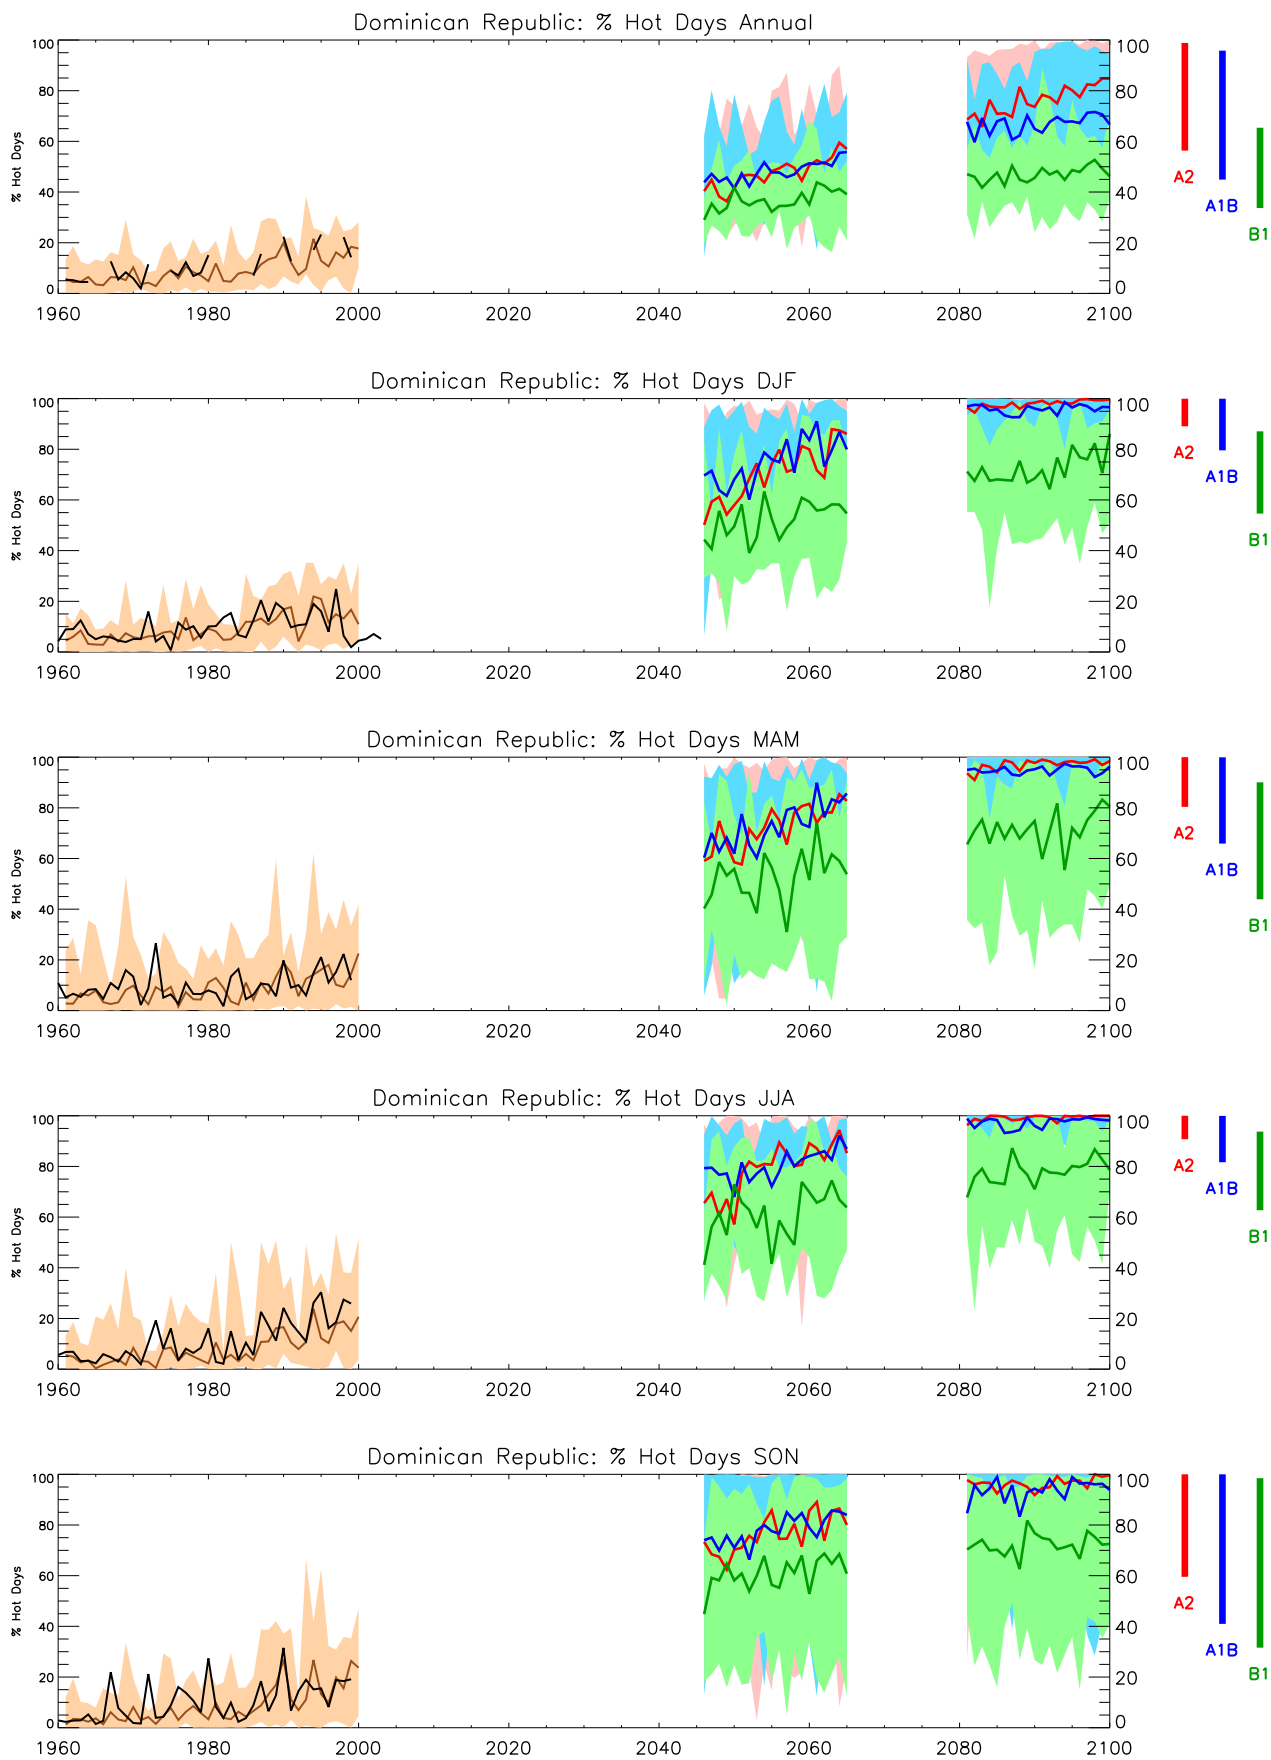 Dominican Republic: % Hot Days Annual
100 100
80 80
60 60
40 40
20 20
0 0
% Hot Days
1960 1980 2000 2020 2040 2060 2080 2100
A2
A1B
B1
Dominican Republic: % Hot Days DJF
100 100
80 80
60 60
40 40
20 20
0 0
% Hot Days
1960 1980 2000 2020 2040 2060 2080 2100
A2
A1B
B1
Dominican Republic: % Hot Days MAM
100 100
80 80
60 60
40 40
20 20
0 0
% Hot Days
1960 1980 2000 2020 2040 2060 2080 2100
A2
A1B
B1
Dominican Republic: % Hot Days JJA
100 100
80 80
60 60
40 40
20 20
0 0
% Hot Days
1960 1980 2000 2020 2040 2060 2080 2100
A2
A1B
B1
Dominican Republic: % Hot Days SON
100 100
80 80
60 60
40 40
20 20
0 0
% Hot Days
1960 1980 2000 2020 2040 2060 2080 2100
A2
A1B
B1